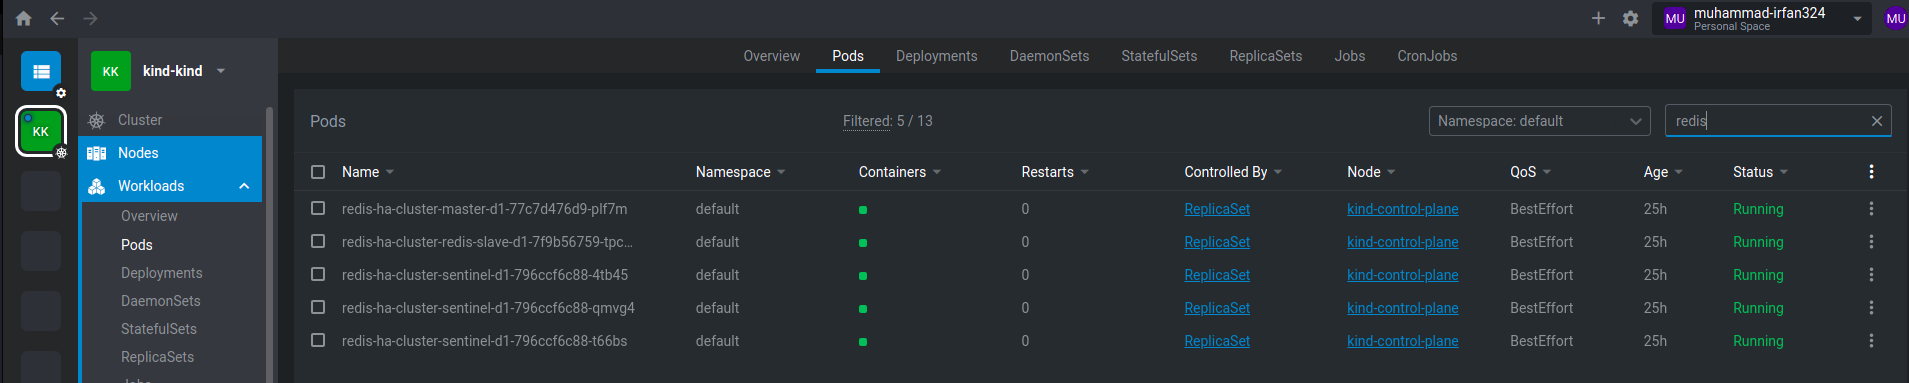 muhammad-irfan324
MU
Personal Space
MU
KK
kind-kind
Overview Pods Deployments DaemonSets StatefulSets ReplicaSets Jobs CronJobs
KK
Cluster
Nodes
Workloads
Overview
Pods
Deployments
DaemonSets
StatefulSets
ReplicaSets
Pods
Filtered: 5 / 13
Namespace: default
redis
Name Namespace Containers Restarts Controlled By Node QoS Age Status
redis-ha-cluster-master-d1-77c7d476d9-plf7m default 0 ReplicaSet kind-control-plane BestEffort 25h Running
redis-ha-cluster-redis-slave-d1-7f9b56759-tpc... default 0 ReplicaSet kind-control-plane BestEffort 25h Running
redis-ha-cluster-sentinel-d1-796ccf6c88-4tb45 default 0 ReplicaSet kind-control-plane BestEffort 25h Running
redis-ha-cluster-sentinel-d1-796ccf6c88-qmvg4 default 0 ReplicaSet kind-control-plane BestEffort 25h Running
redis-ha-cluster-sentinel-d1-796ccf6c88-t66bs default 0 ReplicaSet kind-control-plane BestEffort 25h Running